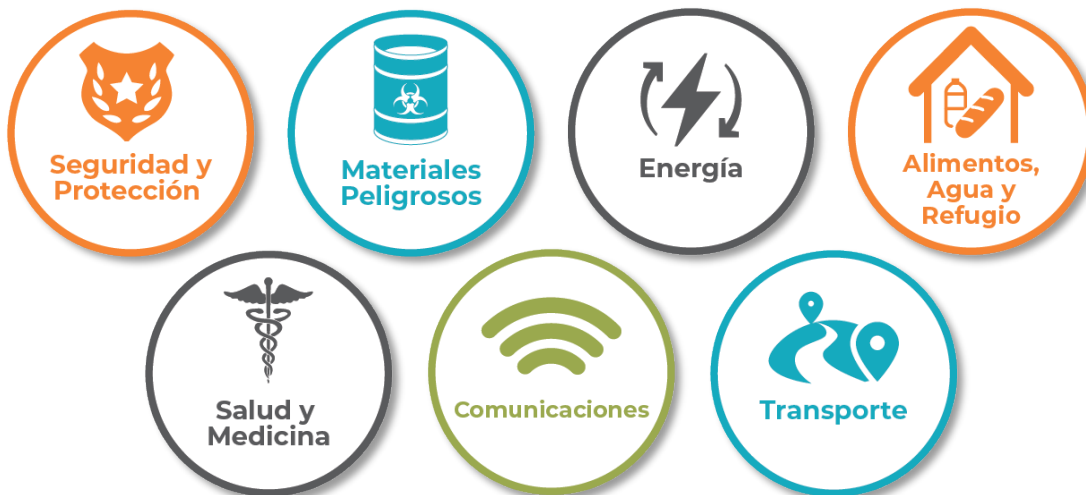 Seguridad y
Protección
Materiales
Peligrosos
Energía
Alimentos,
Agua y
Refugio
Salud y
Medicina
Comunicaciones
Transporte